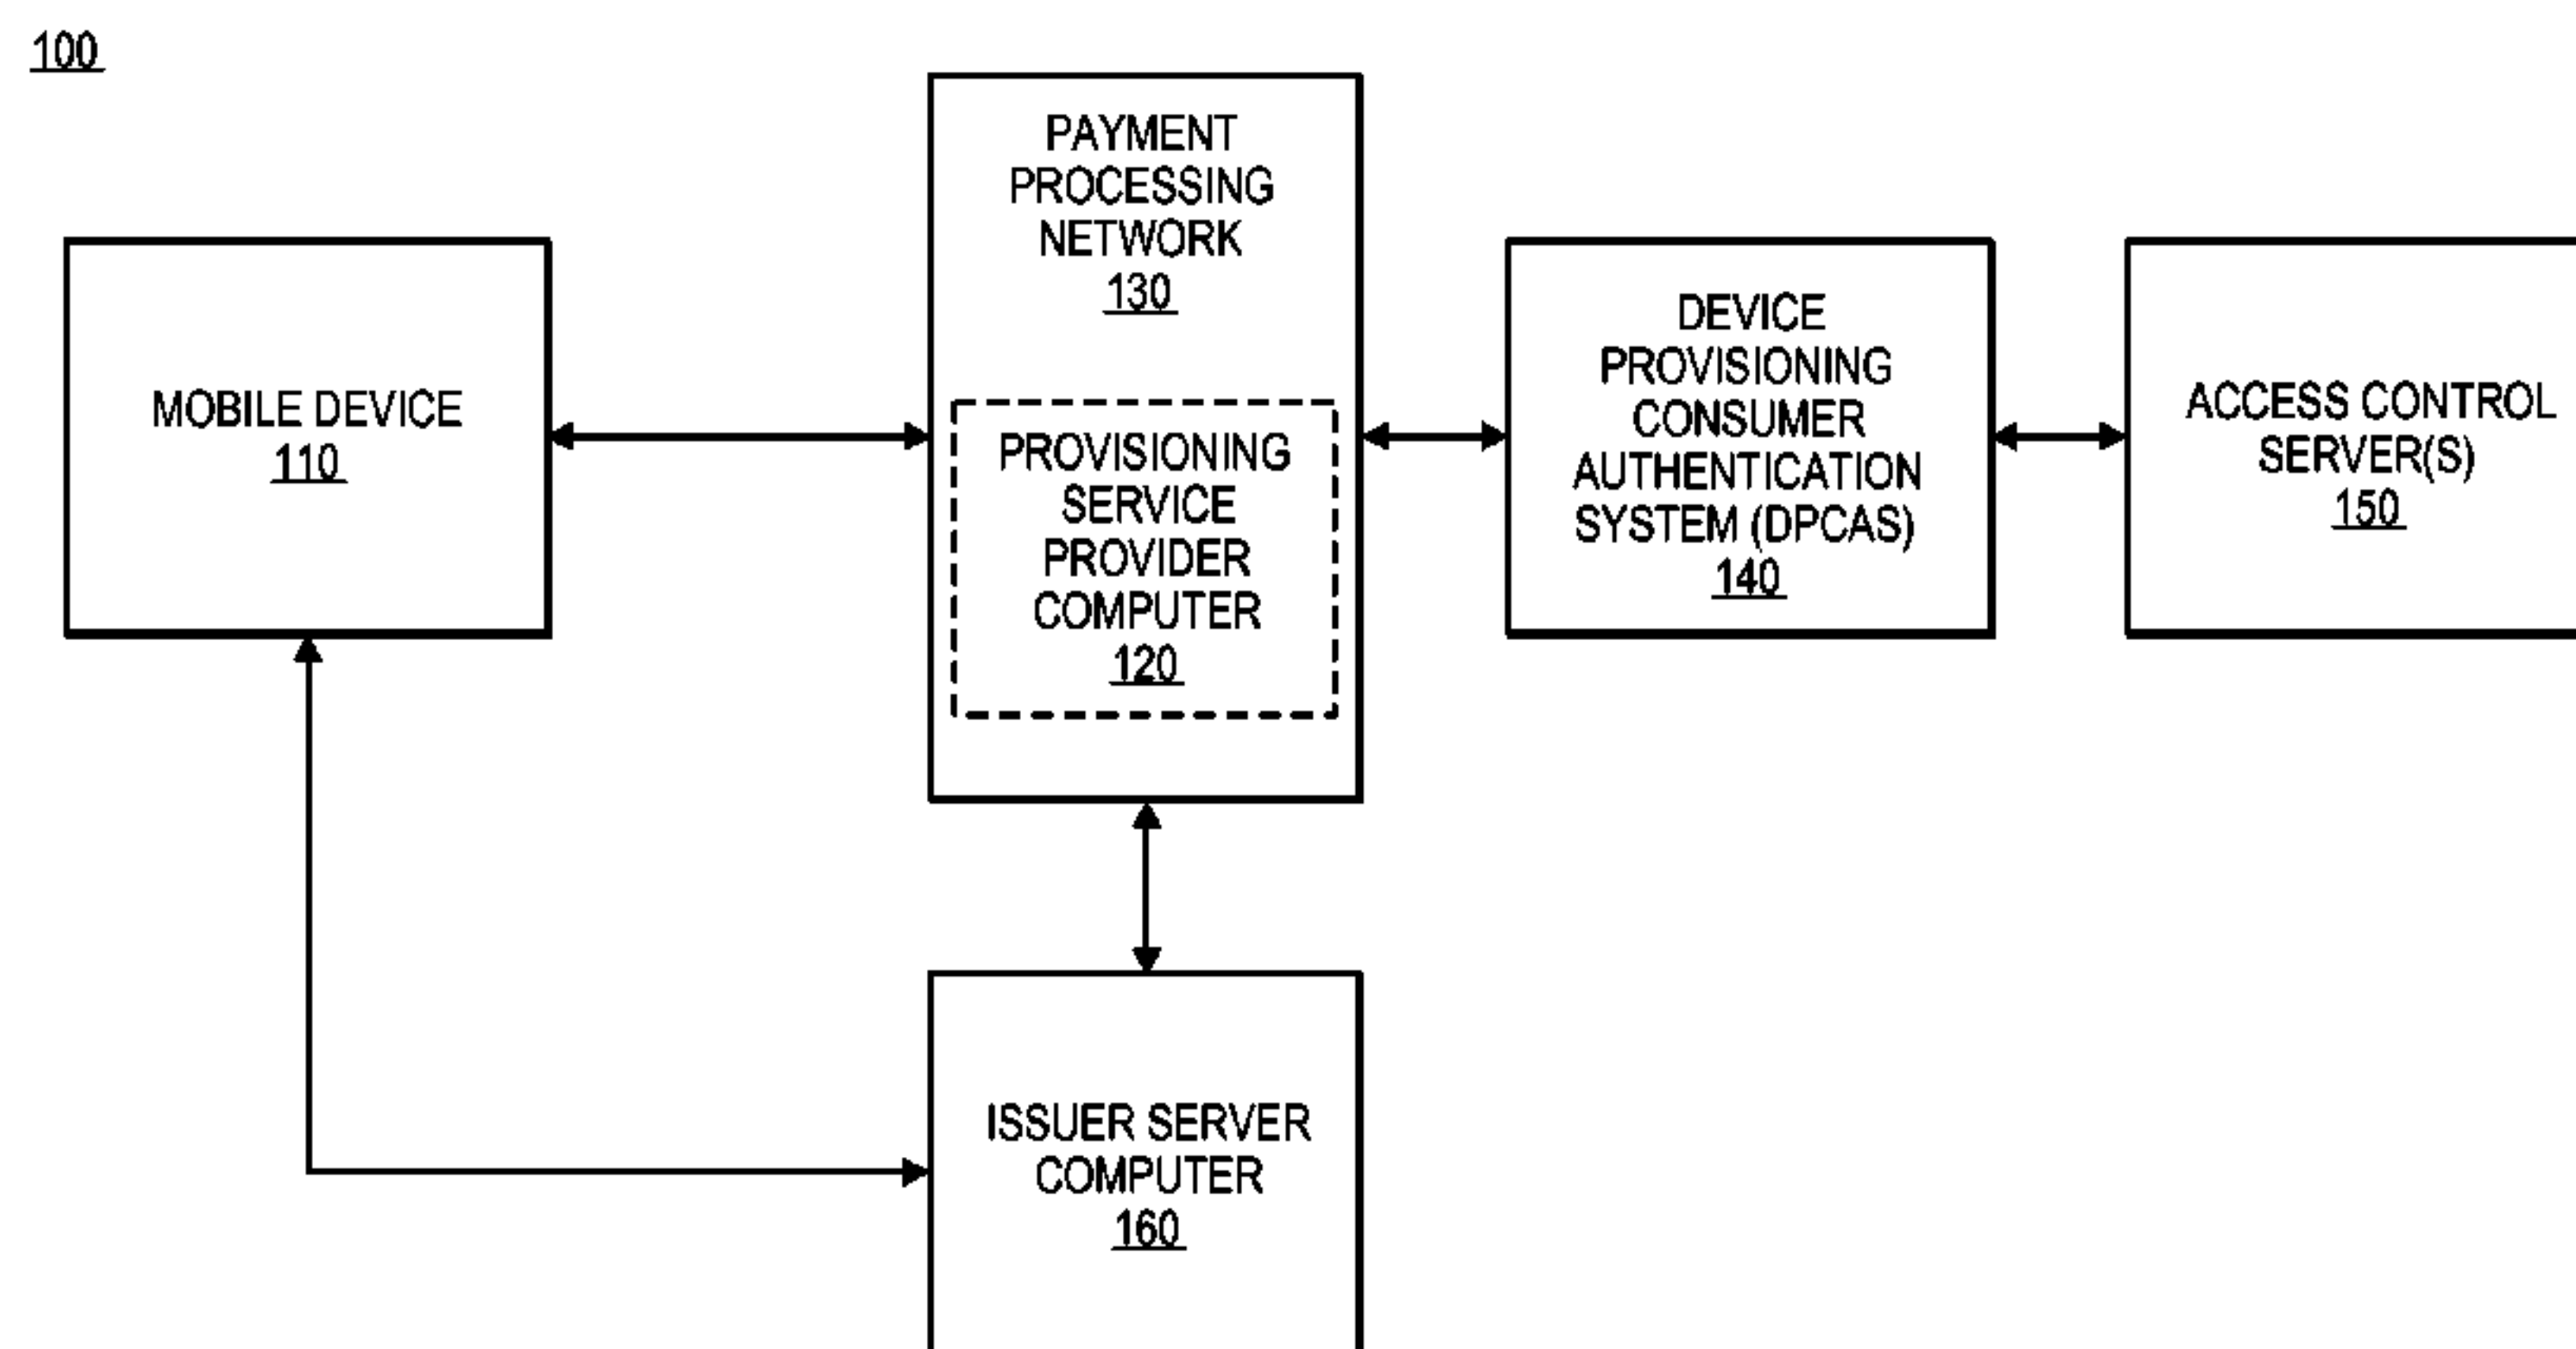 100
PAYMENT
PROCESSING
NETWORK
130
PROVISIONING
SERVICE
PROVIDER
COMPUTER
120
MOBILE DEVICE
110
DEVICE
PROVISIONING
CONSUMER
AUTHENTICATION
SYSTEM (DPCAS)
140
ACCESS CONTROL
SERVER(S)
150
ISSUER SERVER
COMPUTER
160